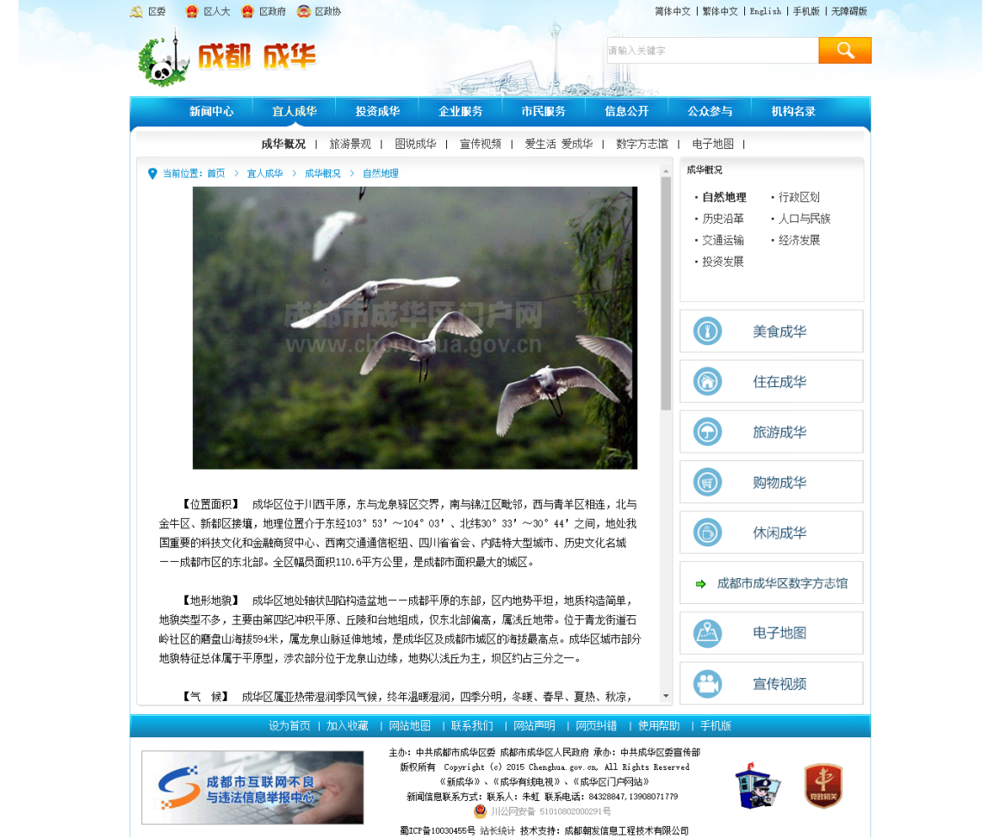 区委 区人大 区政府 区政协
简体中文 | 繁体中文 | English | 手机版 | 无障碍版
成都 成华
请输入关键字
新闻中心 宜人成华 投资成华 企业服务 市民服务 信息公开 公众参与 机构名录
成华概况 | 旅游景观 | 图说成华 | 宣传视频 | 爱生活 爱成华 | 数字方志馆 | 电子地图 |
当前位置：首页 > 宜人成华 > 成华概况 > 自然地理
成都市成华区门户网
www.chenghua.gov.cn
【位置面积】 成华区位于川西平原，东与龙泉驿区交界，南与锦江区毗邻，西与青羊区相连，北与
金牛区、新都区接壤，地理位置介于东经103°53′～104°03′、北纬30°33′～30°44′之间，地处我
国重要的科技文化和金融商贸中心、西南交通通信枢纽、四川省省会、内陆特大型城市、历史文化名城
——成都市区的东北部。全区幅员面积110.6平方公里，是成都市面积最大的城区。
【地形地貌】 成华区地处轴状凹陷构造盆地——成都平原的东部，区内地势平坦，地质构造简单，
地貌类型不多，主要由第四纪冲积平原、丘陵和台地组成，仅东北部偏高，属浅丘地带。位于青龙街道石
岭社区的磨盘山海拔594米，属龙泉山脉延伸地域，是成华区及成都市城区的海拔最高点。成华区城市部分
地貌特征总体属于平原型，涉农部分位于龙泉山边缘，地势以浅丘为主，坝区约占三分之一。
【气 候】 成华区属亚热带湿润季风气候，终年温暖湿润，四季分明，冬暖、春早、夏热、秋凉，
成华概况
· 自然地理 · 行政区划
· 历史沿革 · 人口与民族
· 交通运输 · 经济发展
· 投资发展
美食成华
住在成华
旅游成华
购物成华
休闲成华
成都市成华区数字方志馆
电子地图
宣传视频
设为首页 | 加入收藏 | 网站地图 | 联系我们 | 网站声明 | 网页纠错 | 使用帮助 | 手机版
成都市互联网不良
与违法信息举报中心
主办：中共成都市成华区委 成都市成华区人民政府 承办：中共成华区委宣传部
版权所有 Copyright (c) 2015 Chenghua.gov.cn, All Rights Reserved
《新成华》、《成华有线电视》、《成华区门户网站》
新闻信息联系方式：联系人：朱虹 联系电话：84328847,13908071779
川公网安备 51010802000291号
蜀ICP备10030455号 站长统计 技术支持：成都朝发信息工程技术有限公司
党政机关